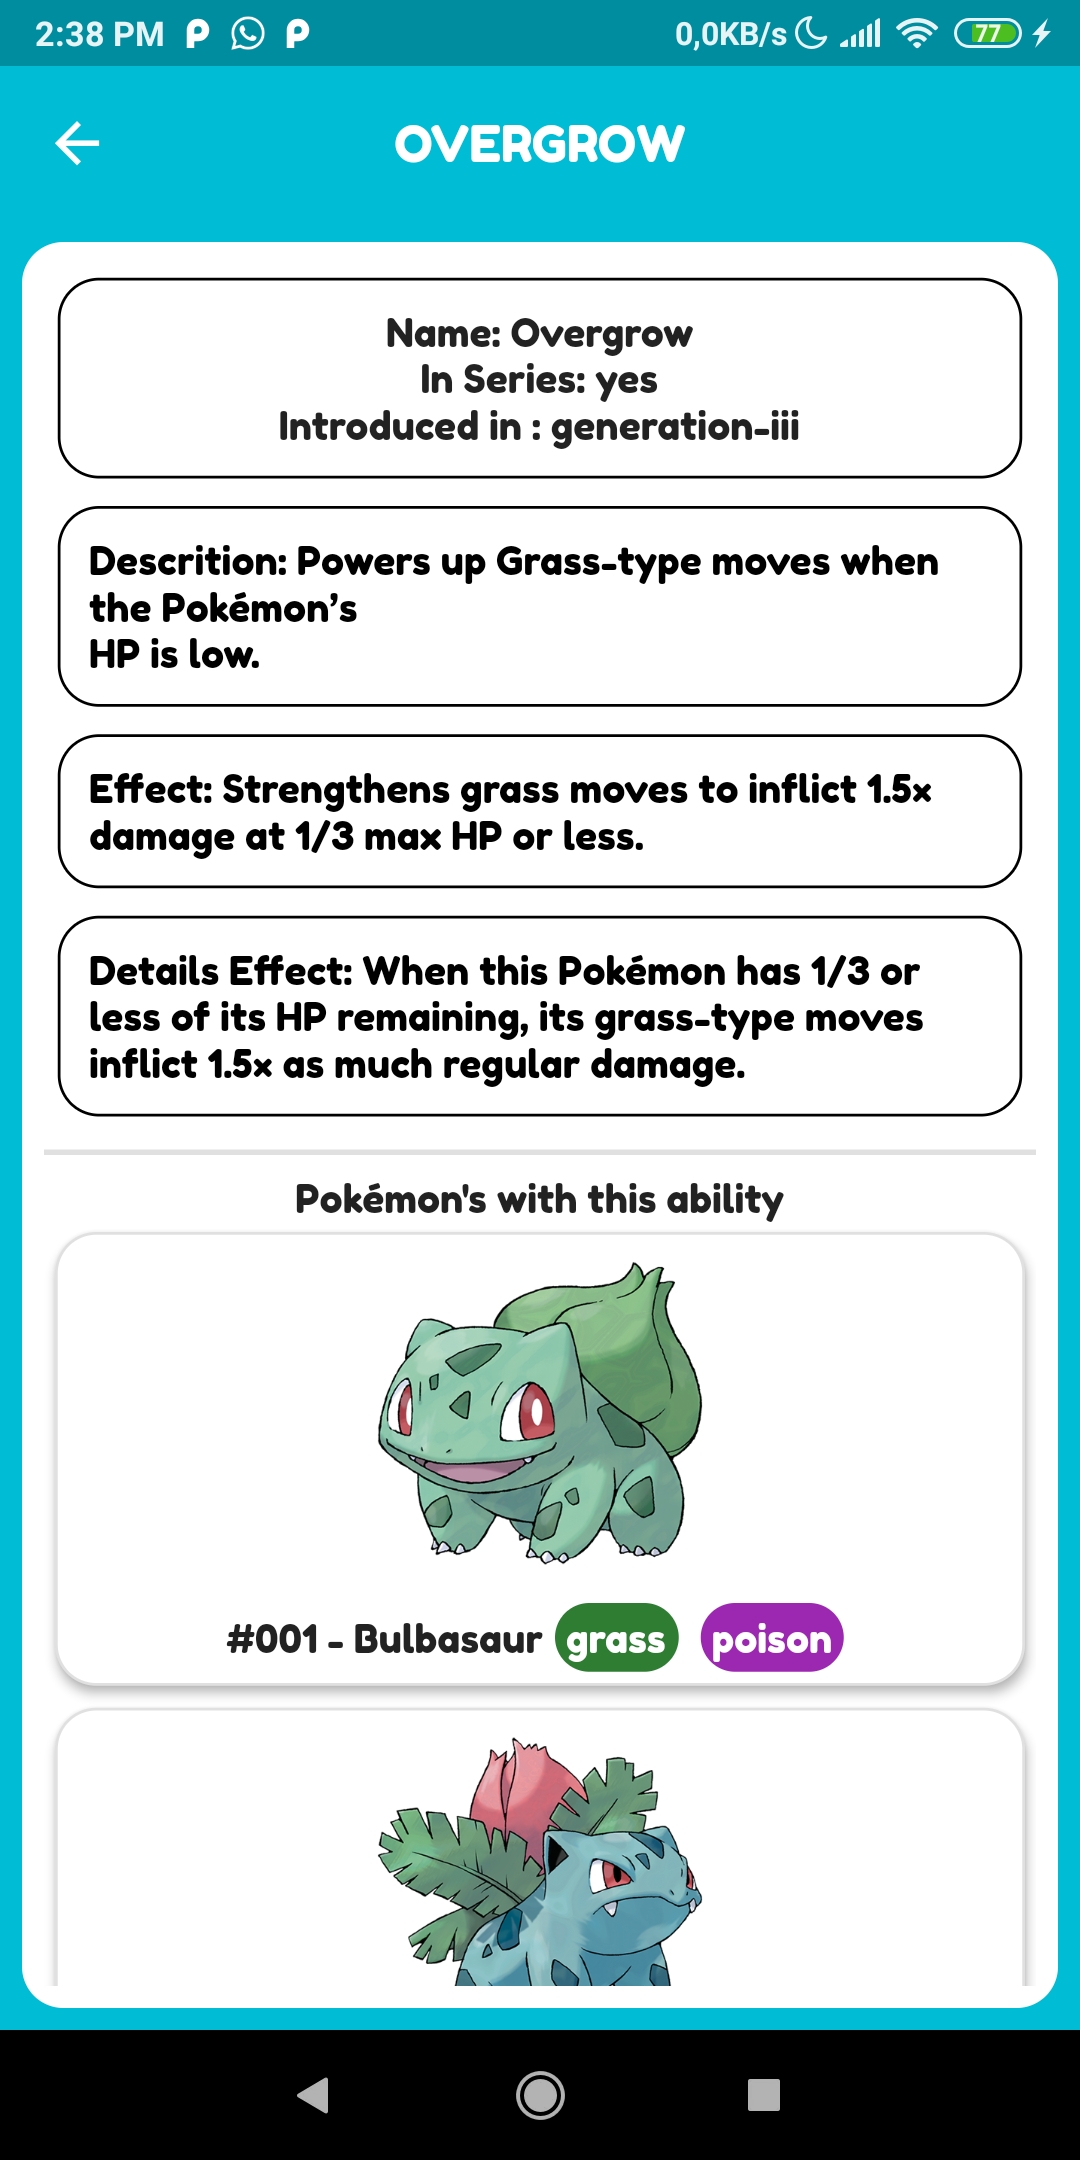 2:38 PM
0,0KB/s
77
OVERGROW
Name: Overgrow
In Series: yes
Introduced in : generation-iii
Descrition: Powers up Grass-type moves when
the Pokémon’s
HP is low.
Effect: Strengthens grass moves to inflict 1.5x
damage at 1/3 max HP or less.
Details Effect: When this Pokémon has 1/3 or
less of its HP remaining, its grass-type moves
inflict 1.5x as much regular damage.
Pokémon's with this ability
#001 - Bulbasaur grass poison